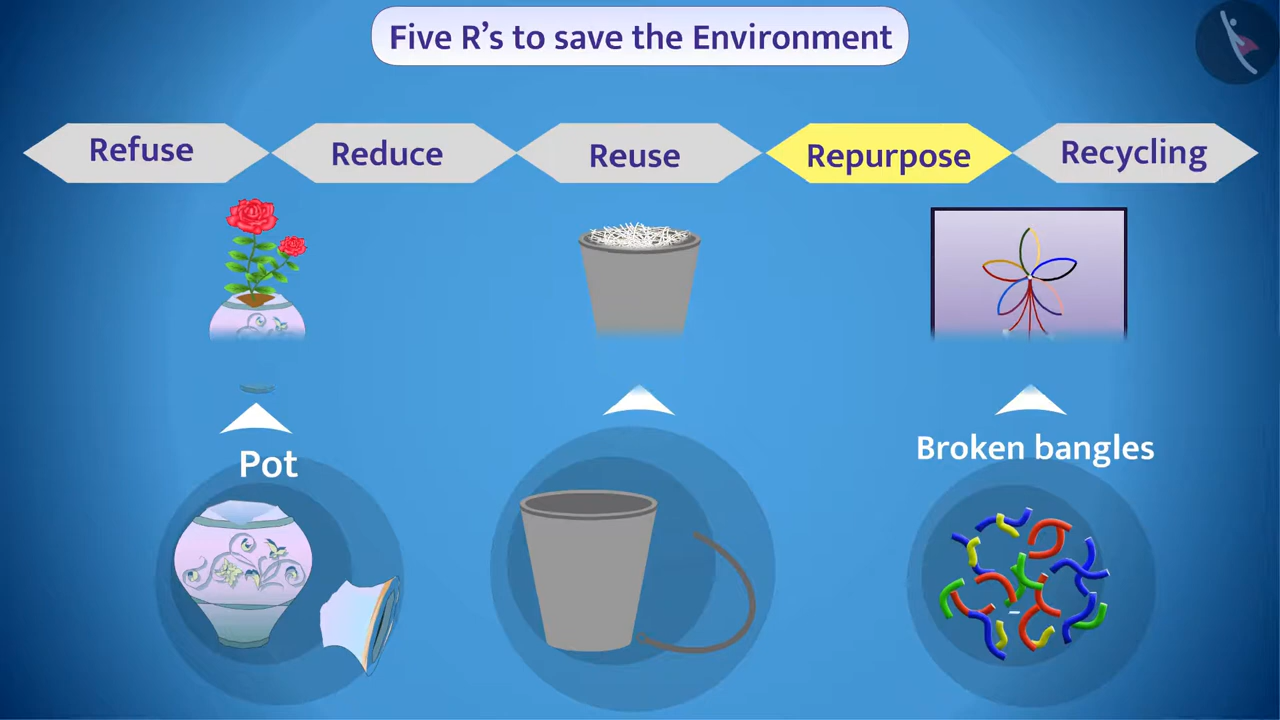 Five R's to save the Environment
Refuse
Reduce
Reuse
Repurpose
Recycling
Pot
Broken bangles